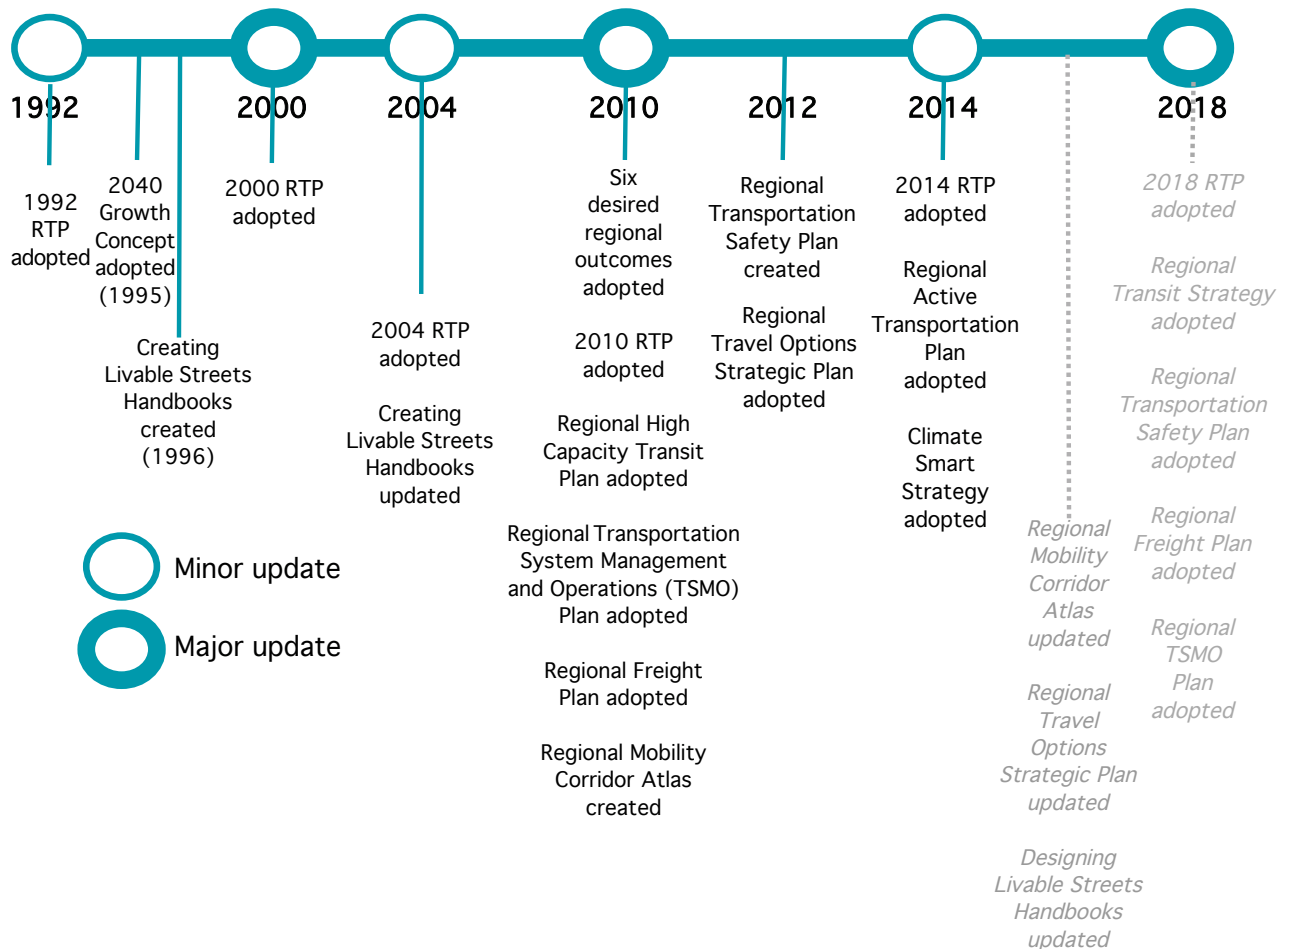 1992
2000
2004
2010
2012
2014
2018
1992
RTP
adopted
2040
Growth
Concept
adopted
(1995)
Creating
Livable Streets
Handbooks
created
(1996)
2000 RTP
adopted
2004 RTP
adopted
Creating
Livable Streets
Handbooks
updated
Six
desired
regional
outcomes
adopted
2010 RTP
adopted
Regional High
Capacity Transit
Plan adopted
Regional Transportation
System Management
and Operations (TSMO)
Plan adopted
Regional Freight
Plan adopted
Regional Mobility
Corridor Atlas
created
Regional
Transportation
Safety Plan
created
Regional
Travel Options
Strategic Plan
adopted
2014 RTP
adopted
Regional
Active
Transportation
Plan
adopted
Climate
Smart
Strategy
adopted
Regional
Mobility
Corridor
Atlas
updated
Regional
Travel
Options
Strategic Plan
updated
Designing
Livable Streets
Handbooks
updated
2018 RTP
adopted
Regional
Transit Strategy
adopted
Regional
Transportation
Safety Plan
adopted
Regional
Freight Plan
adopted
Regional
TSMO
Plan
adopted
Minor update
Major update